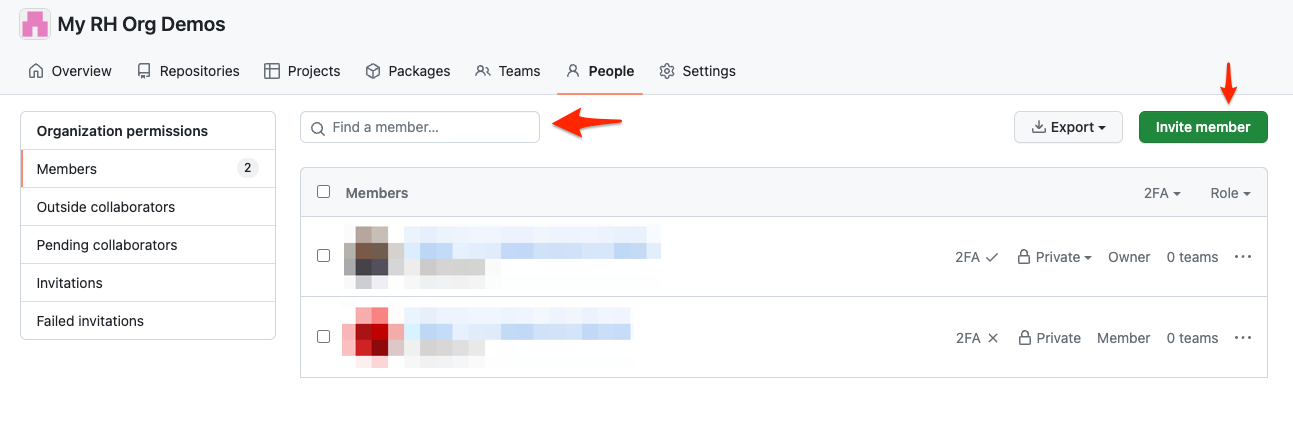 My RH Org Demos
Overview Repositories Projects Packages Teams People Settings
Organization permissions
Members 2
Outside collaborators
Pending collaborators
Invitations
Failed invitations
Find a member...
Export
Invite member
Members 2FA Role
2FA Private Owner 0 teams
2FA Private Member 0 teams